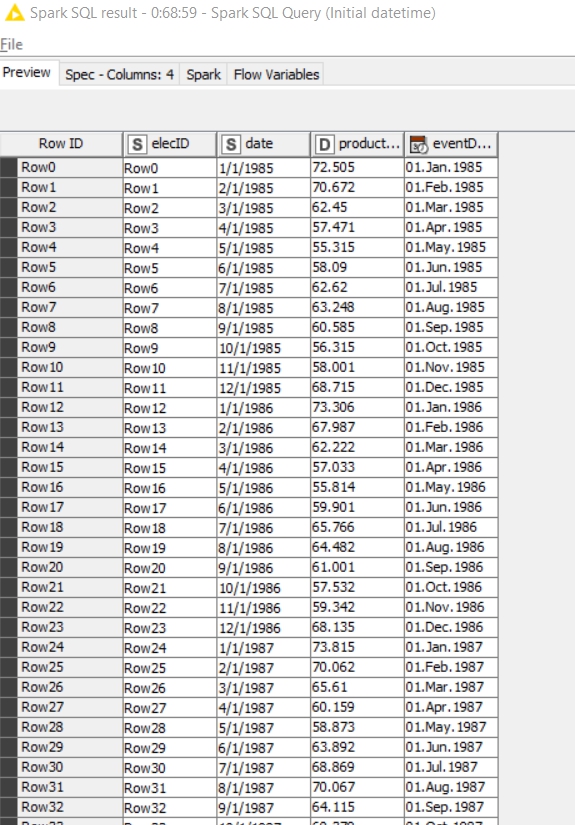 Spark SQL result - 0:68:59 - Spark SQL Query (Initial datetime)
File
Preview Spec - Columns: 4 Spark Flow Variables
Row ID S elecID S date D product... eventD...
Row0 Row0 1/1/1985 72.505 01.Jan.1985
Row1 Row1 2/1/1985 70.672 01.Feb.1985
Row2 Row2 3/1/1985 62.45 01.Mar.1985
Row3 Row3 4/1/1985 57.471 01.Apr.1985
Row4 Row4 5/1/1985 55.315 01.May.1985
Row5 Row5 6/1/1985 58.09 01.Jun.1985
Row6 Row6 7/1/1985 62.62 01.Jul.1985
Row7 Row7 8/1/1985 63.248 01.Aug.1985
Row8 Row8 9/1/1985 60.585 01.Sep.1985
Row9 Row9 10/1/1985 56.315 01.Oct.1985
Row10 Row10 11/1/1985 58.001 01.Nov.1985
Row11 Row11 12/1/1985 68.715 01.Dec.1985
Row12 Row12 1/1/1986 73.306 01.Jan.1986
Row13 Row13 2/1/1986 67.987 01.Feb.1986
Row14 Row14 3/1/1986 62.222 01.Mar.1986
Row15 Row15 4/1/1986 57.033 01.Apr.1986
Row16 Row16 5/1/1986 55.814 01.May.1986
Row17 Row17 6/1/1986 59.901 01.Jun.1986
Row18 Row18 7/1/1986 65.766 01.Jul.1986
Row19 Row19 8/1/1986 64.482 01.Aug.1986
Row20 Row20 9/1/1986 61.001 01.Sep.1986
Row21 Row21 10/1/1986 57.532 01.Oct.1986
Row22 Row22 11/1/1986 59.342 01.Nov.1986
Row23 Row23 12/1/1986 68.135 01.Dec.1986
Row24 Row24 1/1/1987 73.815 01.Jan.1987
Row25 Row25 2/1/1987 70.062 01.Feb.1987
Row26 Row26 3/1/1987 65.61 01.Mar.1987
Row27 Row27 4/1/1987 60.159 01.Apr.1987
Row28 Row28 5/1/1987 58.873 01.May.1987
Row29 Row29 6/1/1987 63.892 01.Jun.1987
Row30 Row30 7/1/1987 68.869 01.Jul.1987
Row31 Row31 8/1/1987 70.067 01.Aug.1987
Row32 Row32 9/1/1987 64.115 01.Sep.1987